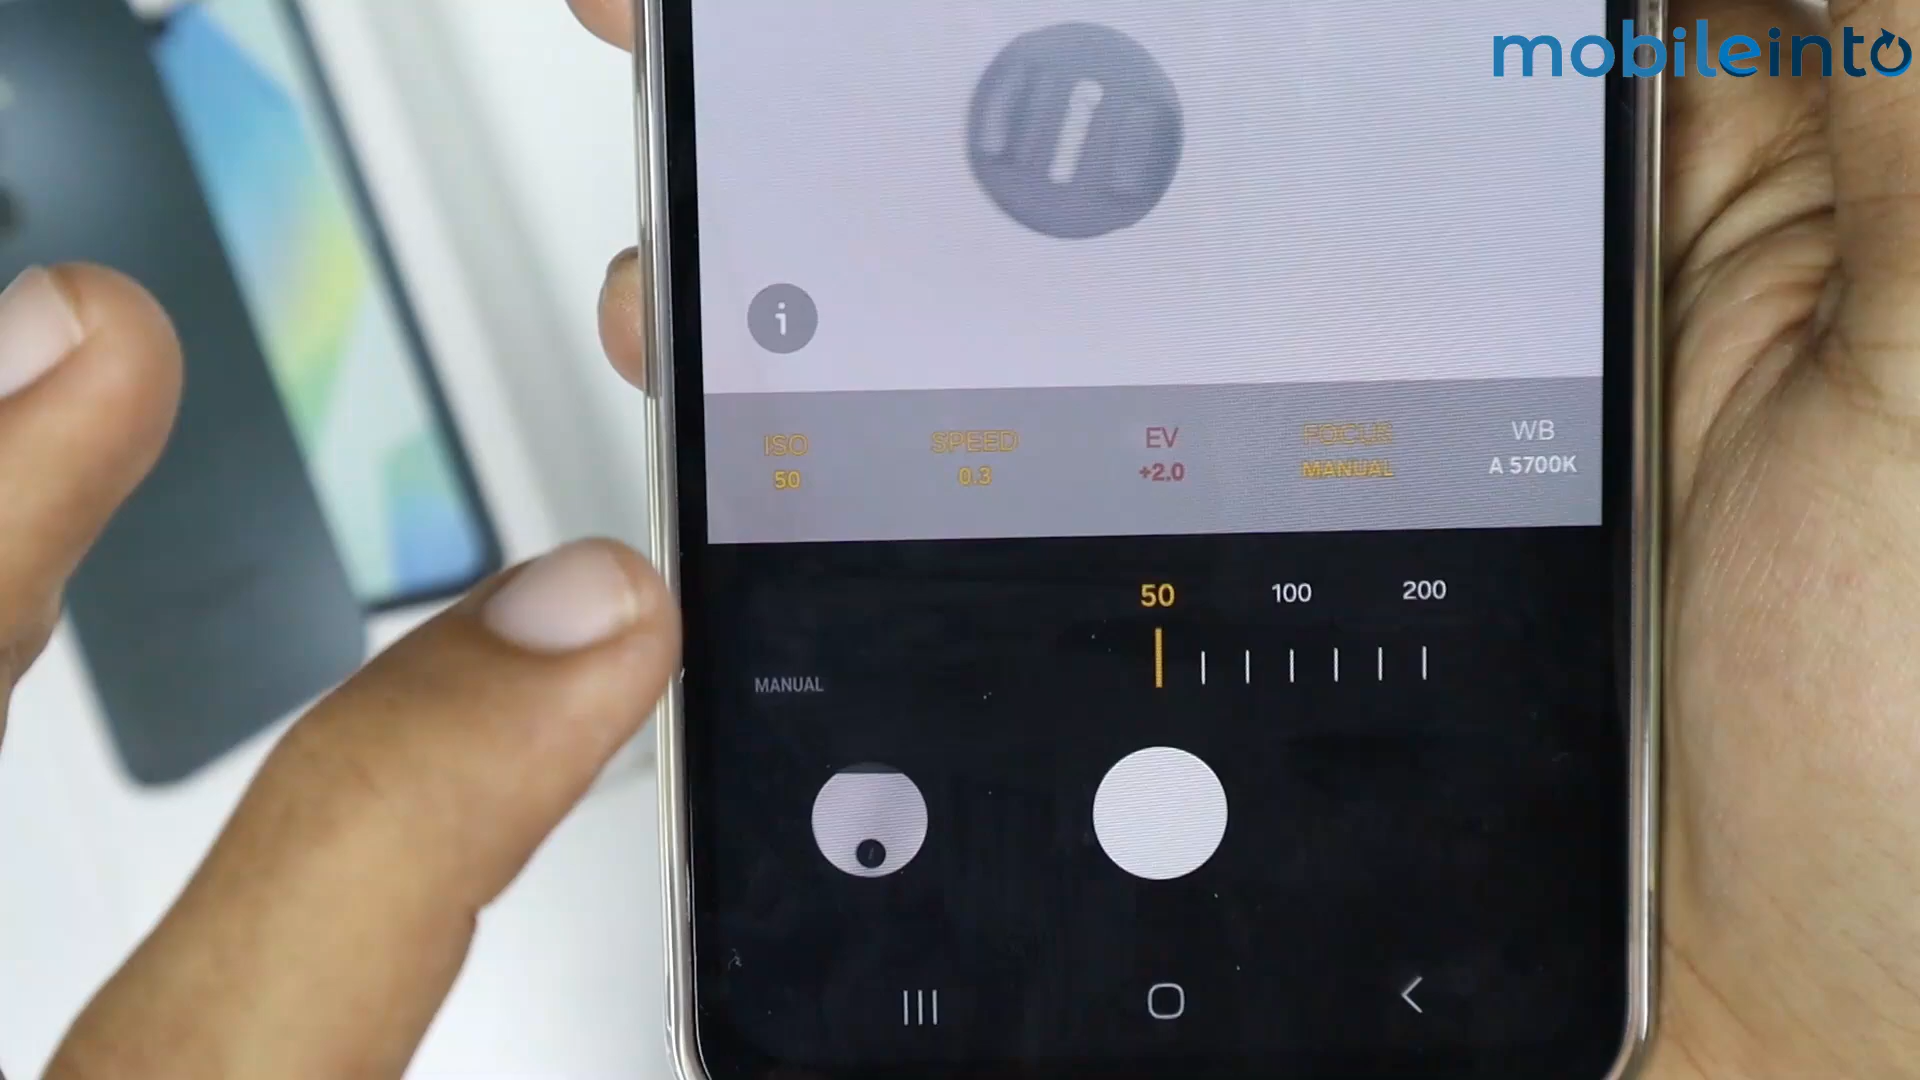 mobileinto
i
ISO SPEED EV FOCUS WB
50 0.3 +2.0 MANUAL A 5700K
50 100 200
MANUAL